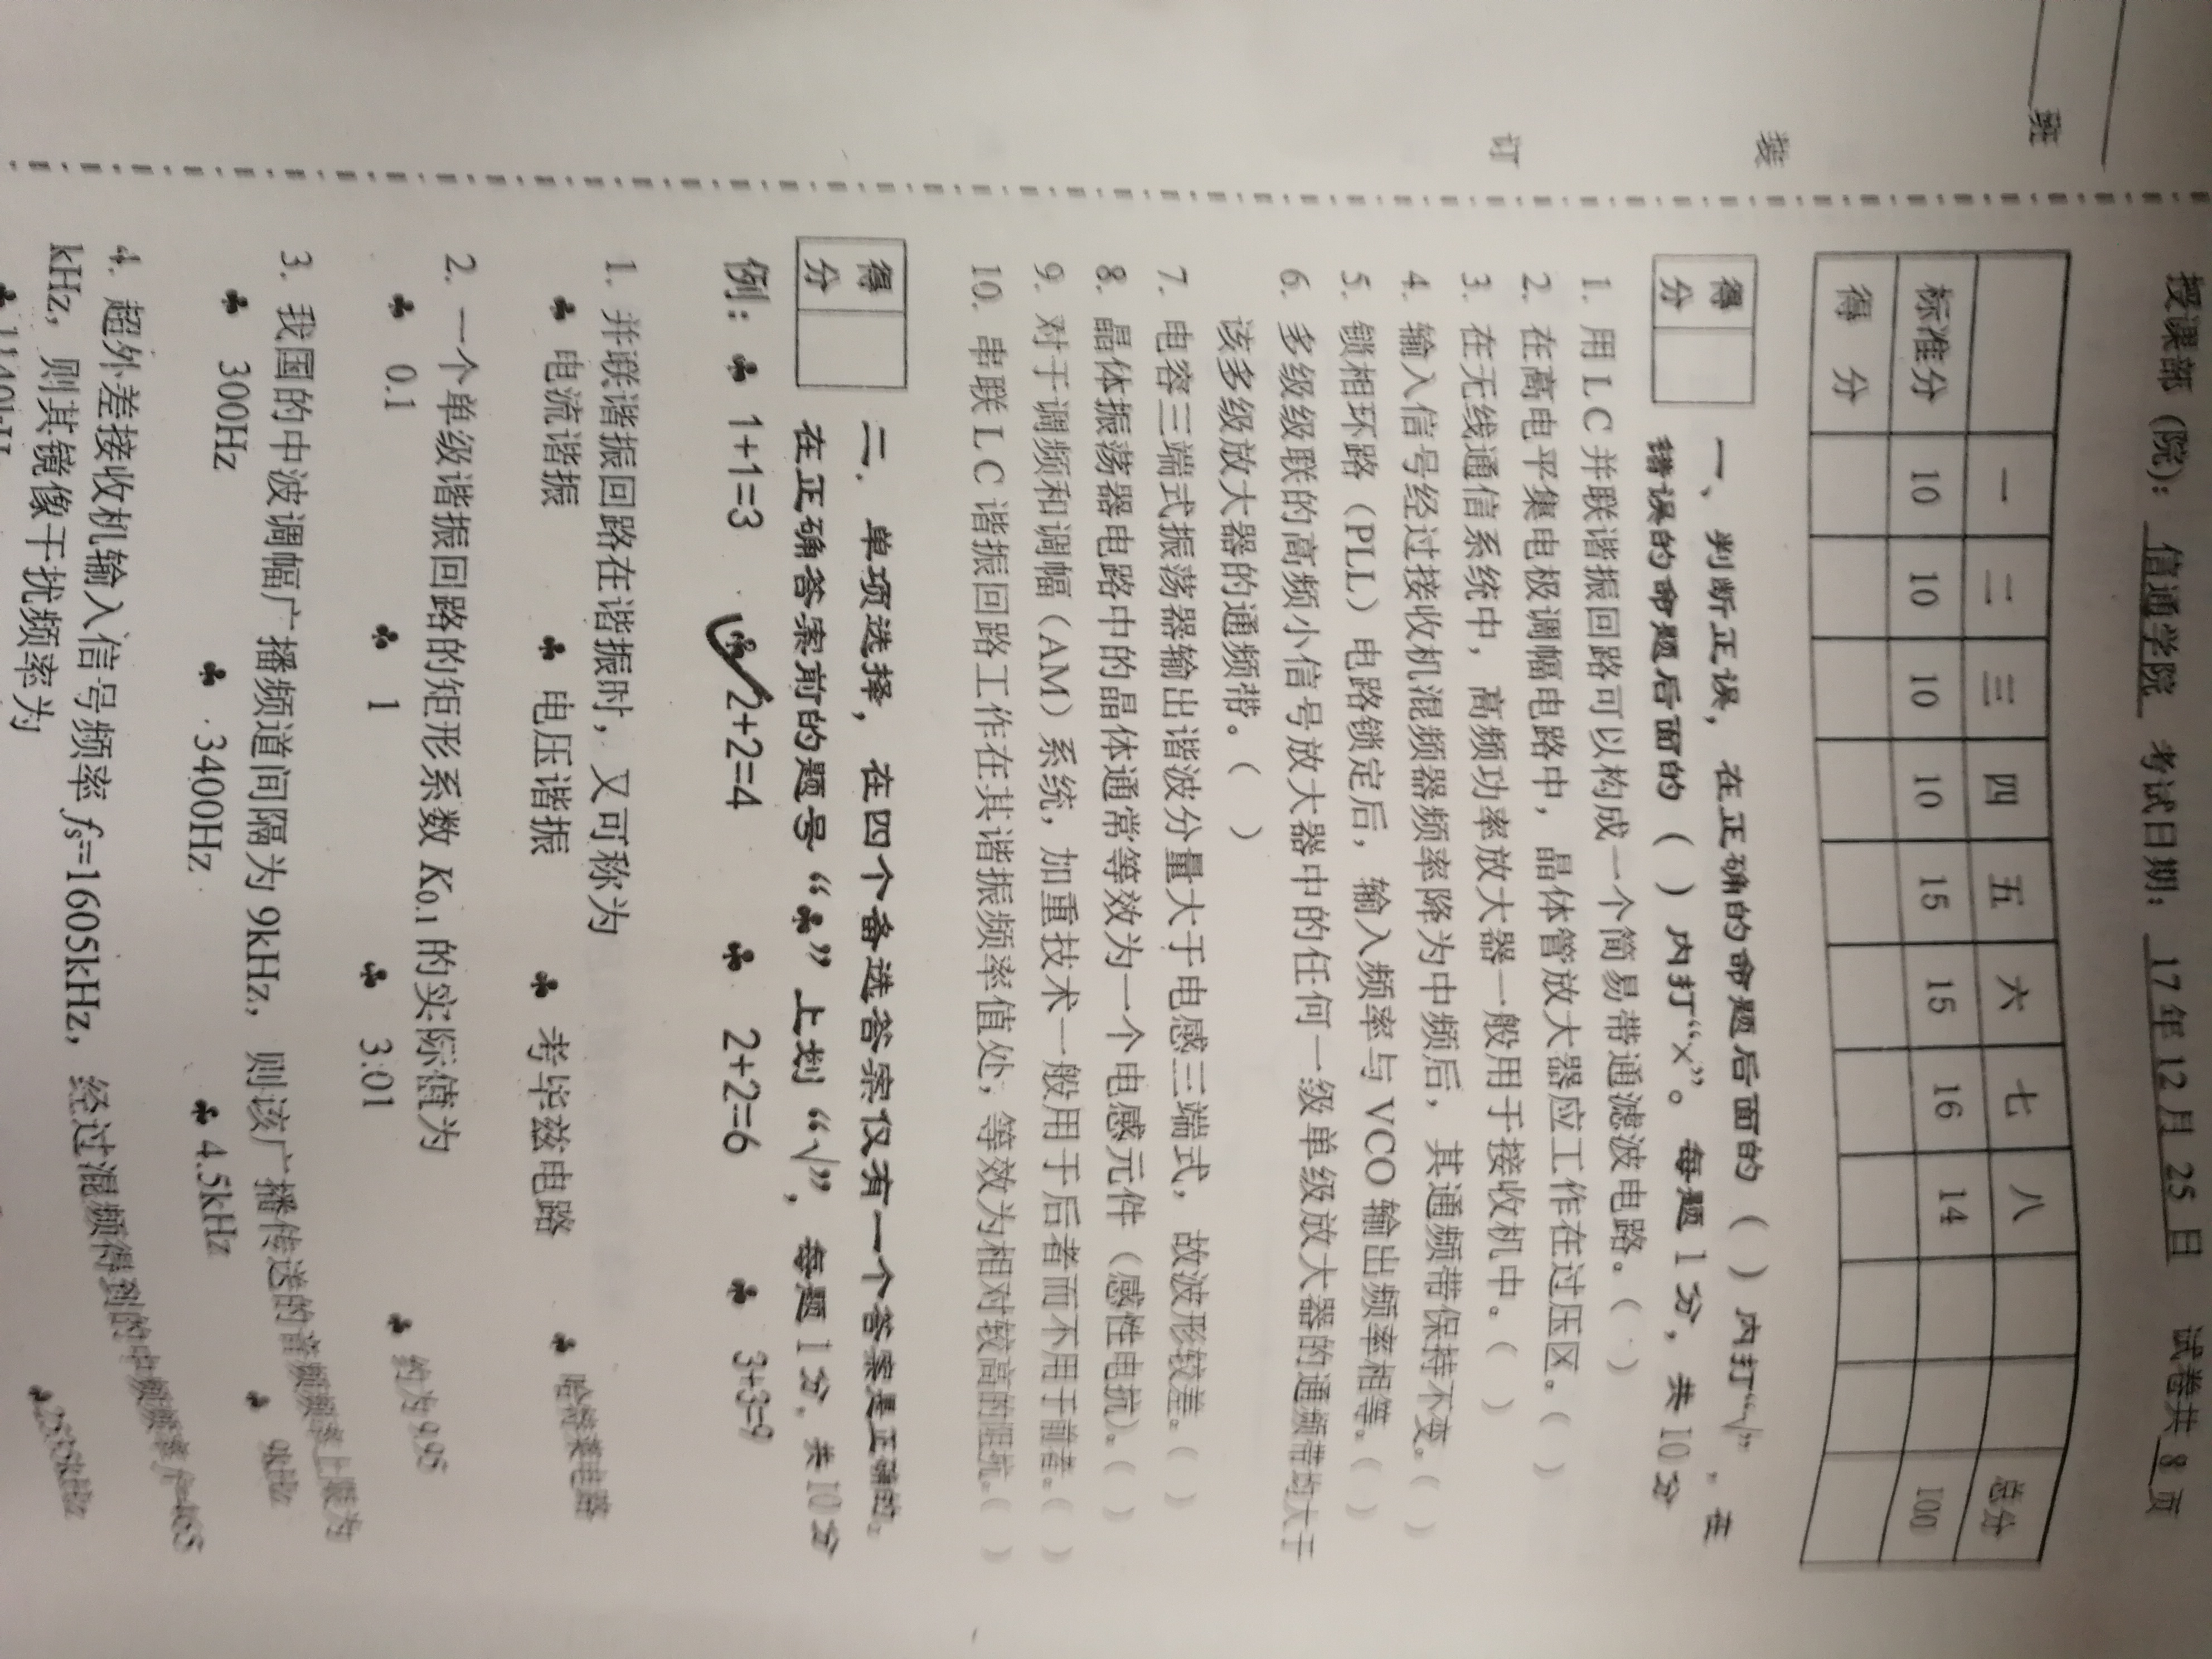 授课部(院): 信通学院 考试日期: 17年12月25日 试卷共8页
班
一 二 三 四 五 六 七 八 总分
标准分 10 10 10 10 15 15 16 14 100
得 分
装
得分
一、判断正误，在正确的命题后面的（ ）内打“√”，在
错误的命题后面的（ ）内打“×”。每题1分，共10分
1. 用LC并联谐振回路可以构成一个简易带通滤波电路。（ ）
2. 在高电平集电极调幅电路中，晶体管放大器应工作在过压区。（ ）
订
3. 在无线通信系统中，高频功率放大器一般用于接收机中。（ ）
4. 输入信号经过接收机混频器频率降为中频后，其通频带保持不变。（ ）
5. 锁相环路（PLL）电路锁定后，输入频率与VCO输出频率相等。（ ）
6. 多级级联的高频小信号放大器中的任何一级单级放大器的通频带均大于
该多级放大器的通频带。（ ）
7. 电容三端式振荡器输出谐波分量大于电感三端式，故波形较差。（ ）
8. 晶体振荡器电路中的晶体通常等效为一个电感元件（感性电抗）。（ ）
9. 对于调频和调幅（AM）系统，加重技术一般用于后者而不用于前者。（ ）
10. 串联LC谐振回路工作在其谐振频率值处，等效为相对较高的阻抗。（ ）
得分
二．单项选择，在四个备选答案仅有一个答案是正确的。
在正确答案前的题号“♣”上划“√”，每题1分，共10分
例：♣ 1+1=3 ♣ 2+2=4 ♣ 2+2=6 ♣ 3+3=9
1. 并联谐振回路在谐振时，又可称为
♣ 电流谐振 ♣ 电压谐振 ♣ 考毕兹电路 ♣ 哈特莱电路
2. 一个单级谐振回路的矩形系数K0.1的实际值为
♣ 0.1 ♣ 1 ♣ 3.01 ♣ 约为9.95
3. 我国的中波调幅广播频道间隔为9kHz，则该广播传送的音频频率上限为
♣ 300Hz ♣ 3400Hz ♣ 4.5kHz ♣ 9kHz
4. 超外差接收机输入信号频率fs=1605kHz，经过混频得到的中频频率fI=465
kHz，则其镜像干扰频率为
♣ 1140kH ♣ 2535kHz